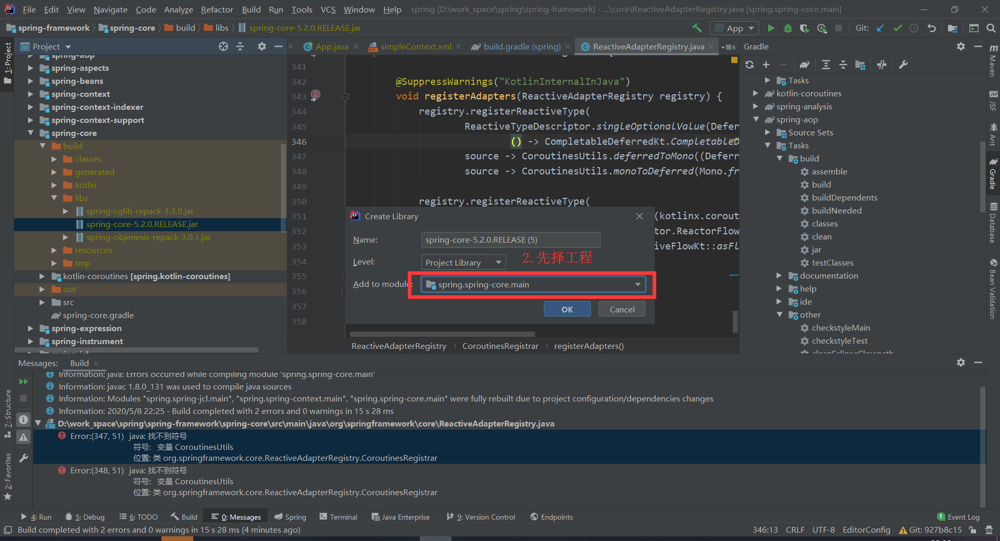 File Edit View Navigate Code Analyze Refactor Build Run Tools VCS Window Help spring [D:\work_space\spring\spring-framework] - ...\core\ReactiveAdapterRegistry.java [spring.spring-core.main]
spring-framework spring-core build libs spring-core-5.2.0.RELEASE.jar App Git:
Project
App.java simpleContext.xml build.gradle (spring) ReactiveAdapterRegistry.java 6
Gradle
1: Project
spring-aop
spring-aspects
spring-beans
spring-context
spring-context-indexer
spring-context-support
spring-core
build
classes
generated
kotlin
libs
spring-cglib-repack-3.3.0.jar
spring-core-5.2.0.RELEASE.jar
spring-objenesis-repack-3.0.1.jar
resources
tmp
kotlin-coroutines [spring.kotlin-coroutines]
out
src
spring-core.gradle
spring-expression
spring-instrument
341
342 @SuppressWarnings("KotlinInternalInJava")
343 void registerAdapters(ReactiveAdapterRegistry registry) {
344 registry.registerReactiveType(
345 ReactiveTypeDescriptor.singleOptionalValue(Defer
346 () -> CompletableDeferredKt.CompletableD
347 source -> CoroutinesUtils.deferredToMono((Deferr
348 source -> CoroutinesUtils.monoToDeferred(Mono.fr
349
350 registry.registerReactiveType(
351 (kotlinx.corout
352 tor.ReactorFlow
353 iveFlowKt::asFl
354
355
356
357
358
Create Library
Name: spring-core-5.2.0.RELEASE (5)
Level: Project Library
2.先择工程
Add to module: spring.spring-core.main
OK Cancel
ReactiveAdapterRegistry CoroutinesRegistrar registerAdapters()
Tasks
kotlin-coroutines
spring-analysis
spring-aop
Source Sets
Tasks
build
assemble
build
buildDependents
buildNeeded
classes
clean
jar
testClasses
documentation
help
ide
other
checkstyleMain
checkstyleTest
cleanEclipseClasspath
Maven
JSF
JSF
Ant
Gradle
Database
Bean Validation
Messages: Build
Information: java: Errors occurred while compiling module 'spring.spring-core.main'
Information: javac 1.8.0_131 was used to compile java sources
Information: Modules "spring.spring-jcl.main", "spring.spring-context.main", "spring.spring-core.main" were fully rebuilt due to project configuration/dependencies changes
Information: 2020/5/8 22:25 - Build completed with 2 errors and 0 warnings in 15 s 28 ms
D:\work_space\spring\spring-framework\spring-core\src\main\java\org\springframework\core\ReactiveAdapterRegistry.java
Error:(347, 51) java: 找不到符号
符号: 变量 CoroutinesUtils
位置: 类 org.springframework.core.ReactiveAdapterRegistry.CoroutinesRegistrar
Error:(348, 51) java: 找不到符号
符号: 变量 CoroutinesUtils
位置: 类 org.springframework.core.ReactiveAdapterRegistry.CoroutinesRegistrar
7: Structure
2: Favorites
4: Run 5: Debug 6: TODO Build 0: Messages Spring Terminal Java Enterprise 9: Version Control Endpoints 1 Event Log
Build completed with 2 errors and 0 warnings in 15 s 28 ms (4 minutes ago) 346:13 CRLF UTF-8 EditorConfig Git: 927b8c15